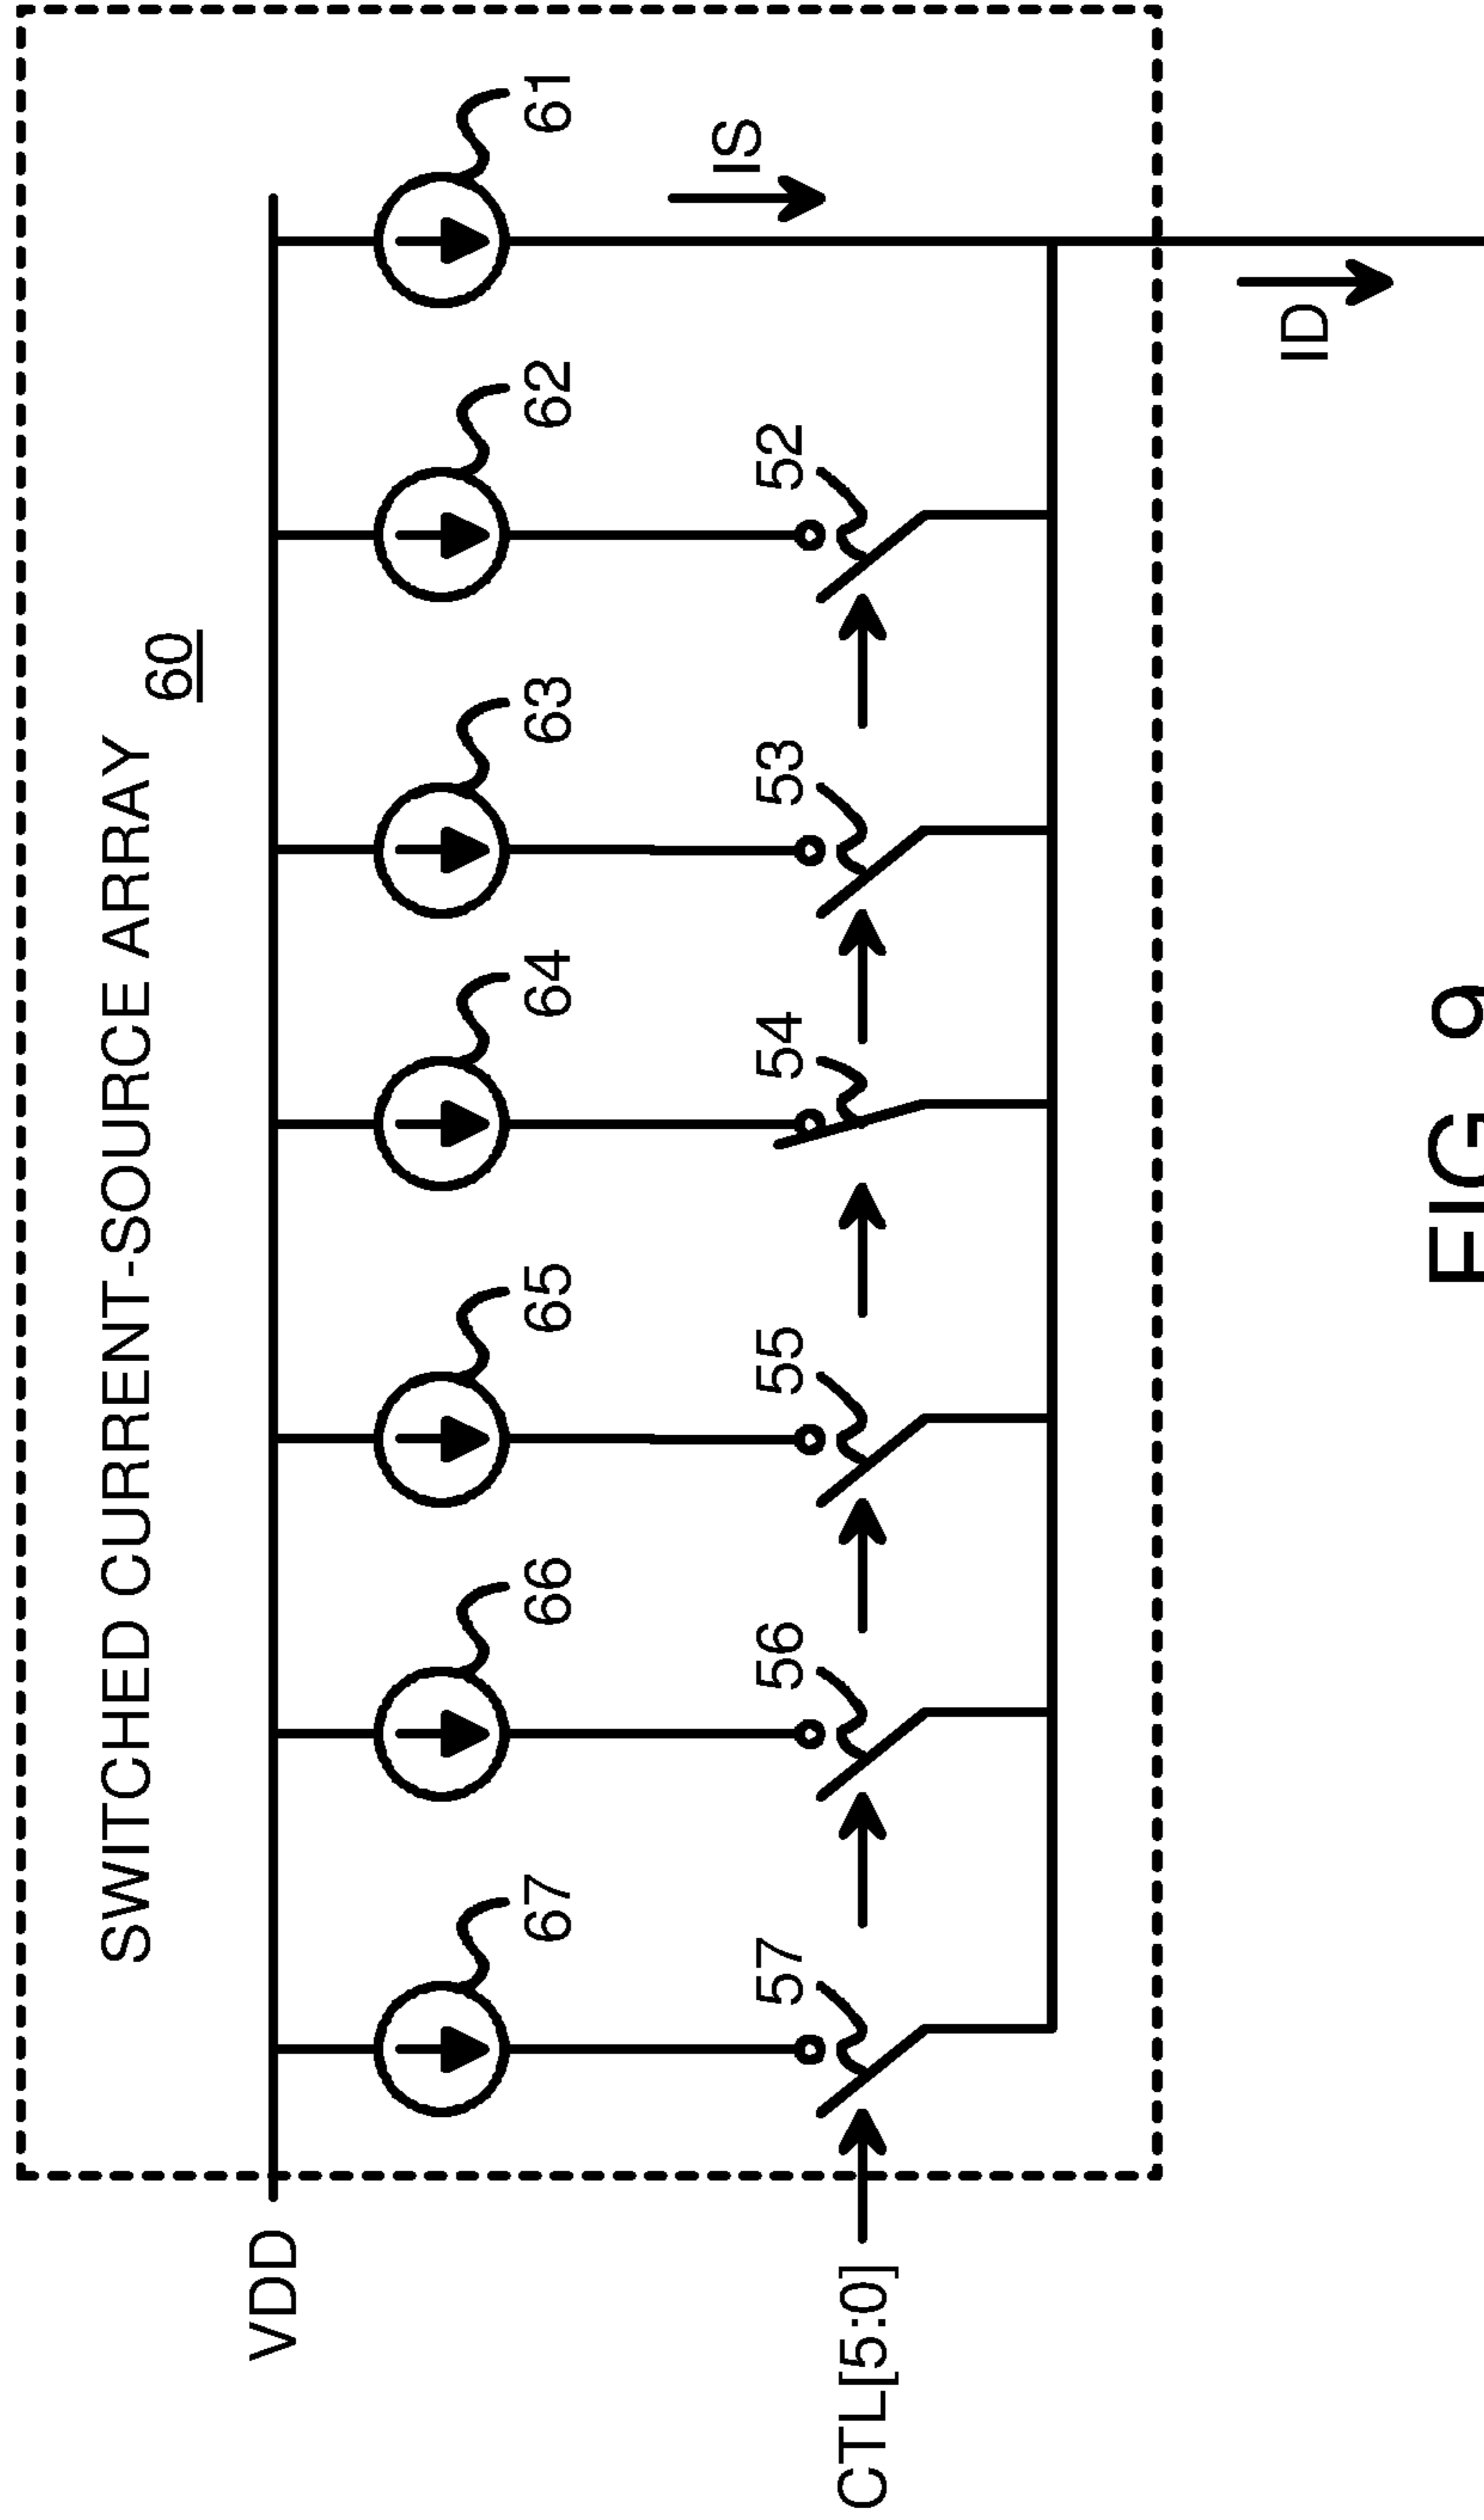 SWITCHED CURRENT-SOURCE ARRAY
60
VDD
67
66
65
64
63
62
61
IS
57
56
55
54
53
52
CTL[5:0]
ID
FIG. 9